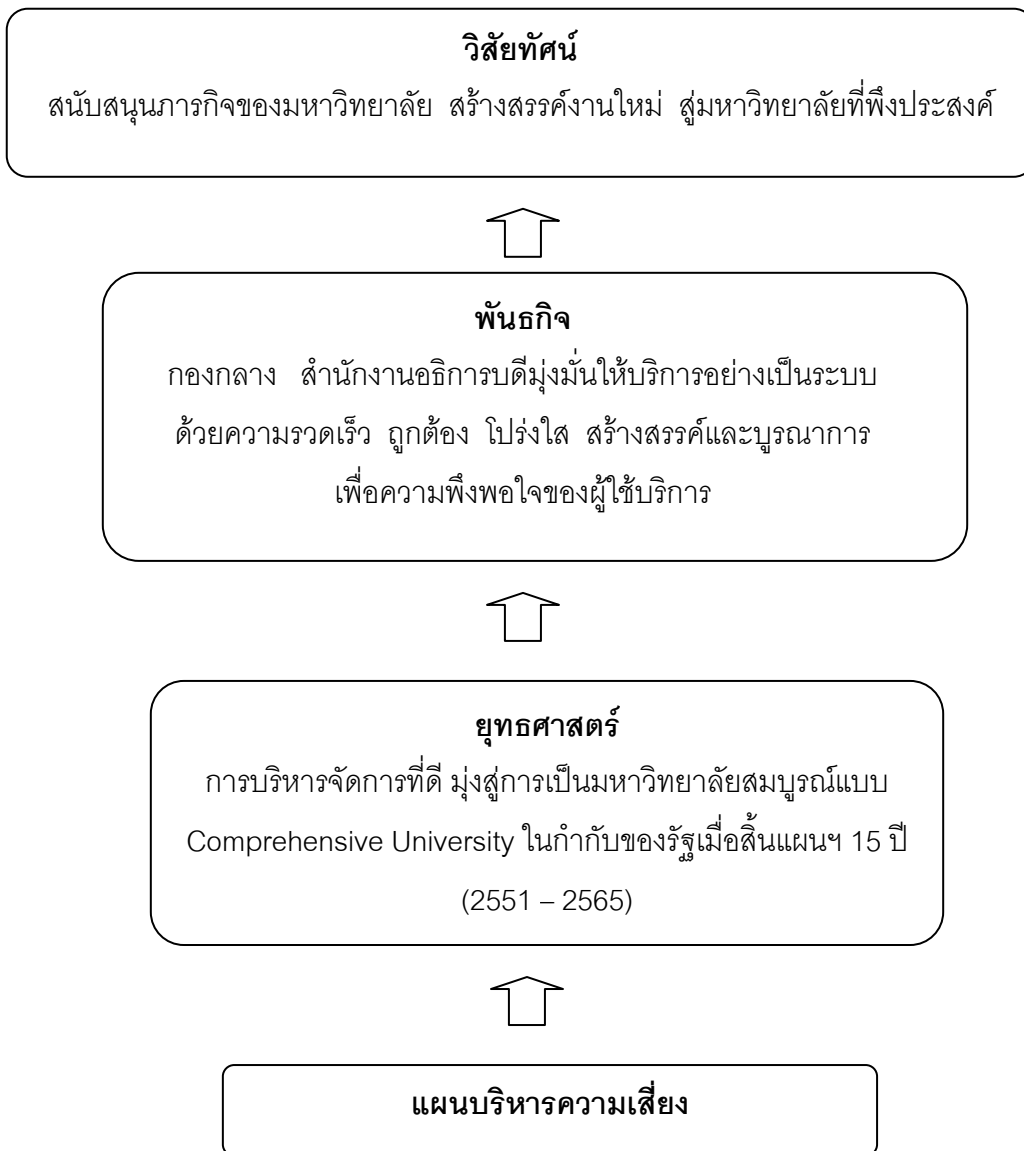 วิสัยทัศน์
สนับสนุนภารกิจของมหาวิทยาลัย สร้างสรรค์งานใหม่ สู่มหาวิทยาลัยที่พึงประสงค์
พันธกิจ
กองกลาง สำนักงานอธิการบดีมุ่งมั่นให้บริการอย่างเป็นระบบ
ด้วยความรวดเร็ว ถูกต้อง โปร่งใส สร้างสรรค์และบูรณาการ
เพื่อความพึงพอใจของผู้ใช้บริการ
ยุทธศาสตร์
การบริหารจัดการที่ดี มุ่งสู่การเป็นมหาวิทยาลัยสมบูรณ์แบบ
Comprehensive University ในกำกับของรัฐเมื่อสิ้นแผนฯ 15 ปี
(2551 – 2565)
แผนบริหารความเสี่ยง